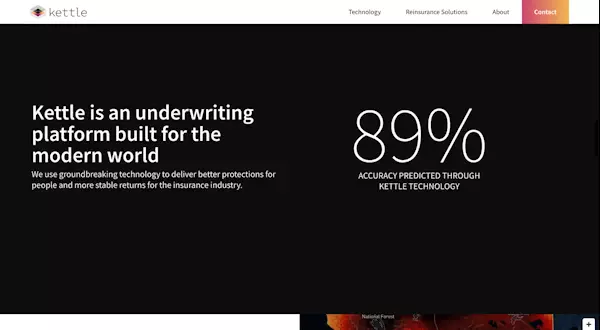 kettle
Technology
Reinsurance Solutions
About
Contact
Kettle is an underwriting
platform built for the
modern world
We use groundbreaking technology to deliver better protections for
people and more stable returns for the insurance industry.
89%
ACCURACY PREDICTED THROUGH
KETTLE TECHNOLOGY
National Forest
+